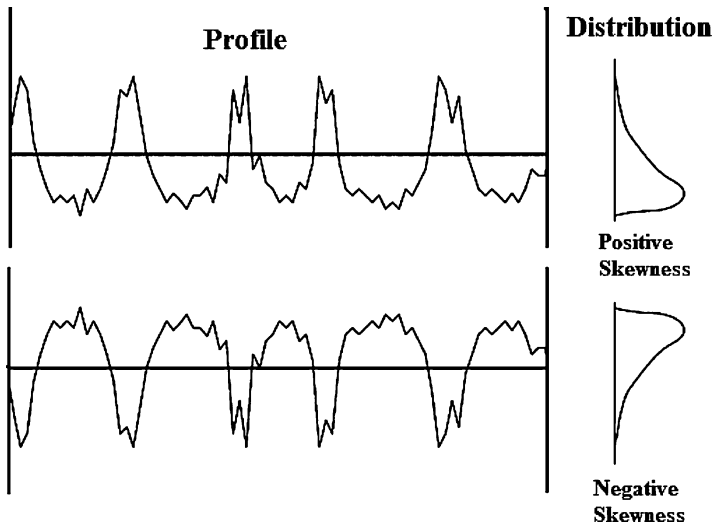 Profile
Distribution
Positive
Skewness
Negative
Skewness